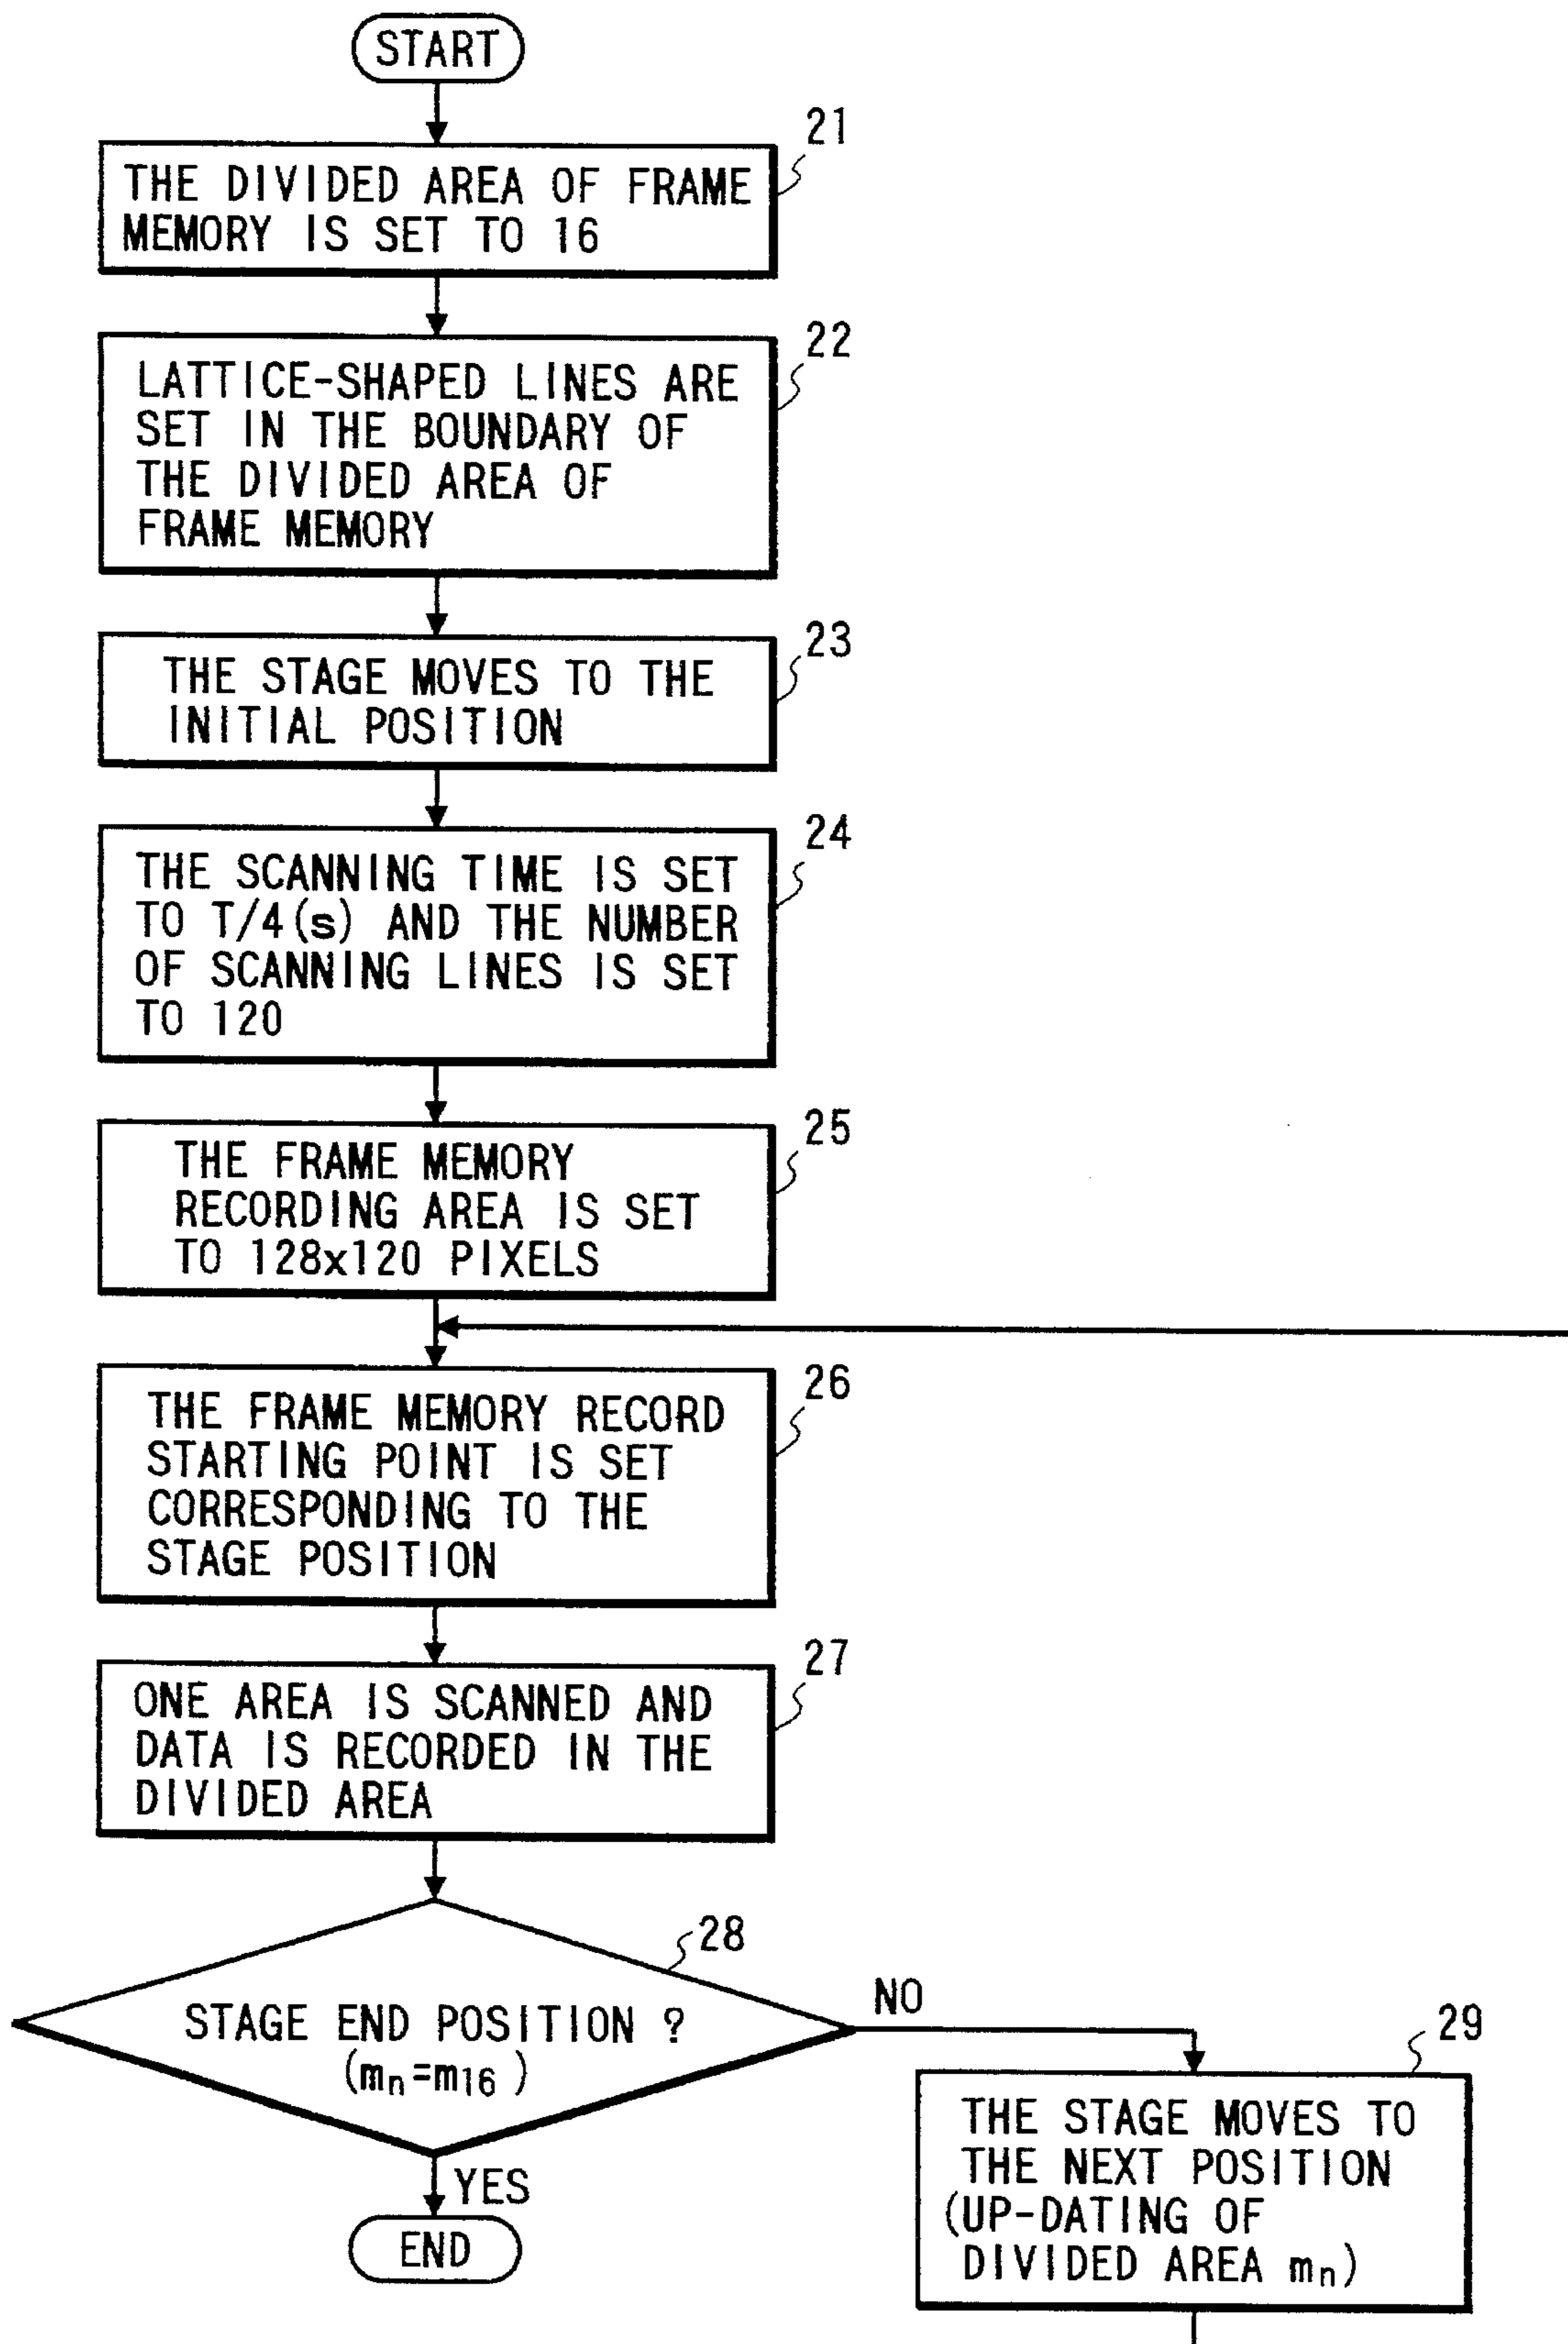 START
21
THE DIVIDED AREA OF FRAME
MEMORY IS SET TO 16
22
LATTICE-SHAPED LINES ARE
SET IN THE BOUNDARY OF
THE DIVIDED AREA OF
FRAME MEMORY
23
THE STAGE MOVES TO THE
INITIAL POSITION
24
THE SCANNING TIME IS SET
TO T/4(s) AND THE NUMBER
OF SCANNING LINES IS SET
TO 120
25
THE FRAME MEMORY
RECORDING AREA IS SET
TO 128x120 PIXELS
26
THE FRAME MEMORY RECORD
STARTING POINT IS SET
CORRESPONDING TO THE
STAGE POSITION
27
ONE AREA IS SCANNED AND
DATA IS RECORDED IN THE
DIVIDED AREA
28
STAGE END POSITION ?
(mn=m16)
NO
29
THE STAGE MOVES TO
THE NEXT POSITION
(UP-DATING OF
DIVIDED AREA mn)
YES
END